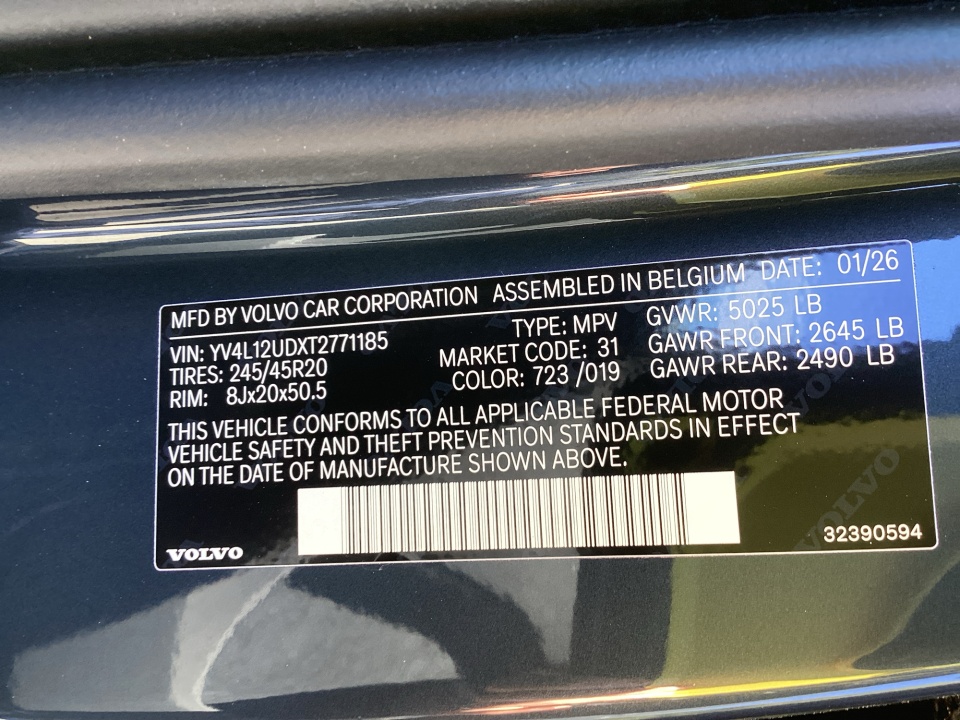 MFD BY VOLVO CAR CORPORATION ASSEMBLED IN BELGIUM DATE: 01/26
VIN: YV4L12UDXT2771185 TYPE: MPV GVWR: 5025 LB
TIRES: 245/45R20 MARKET CODE: 31 GAWR FRONT: 2645 LB
RIM: 8Jx20x50.5 COLOR: 723 /019 GAWR REAR: 2490 LB
THIS VEHICLE CONFORMS TO ALL APPLICABLE FEDERAL MOTOR
VEHICLE SAFETY AND THEFT PREVENTION STANDARDS IN EFFECT
ON THE DATE OF MANUFACTURE SHOWN ABOVE.
VOLVO 32390594